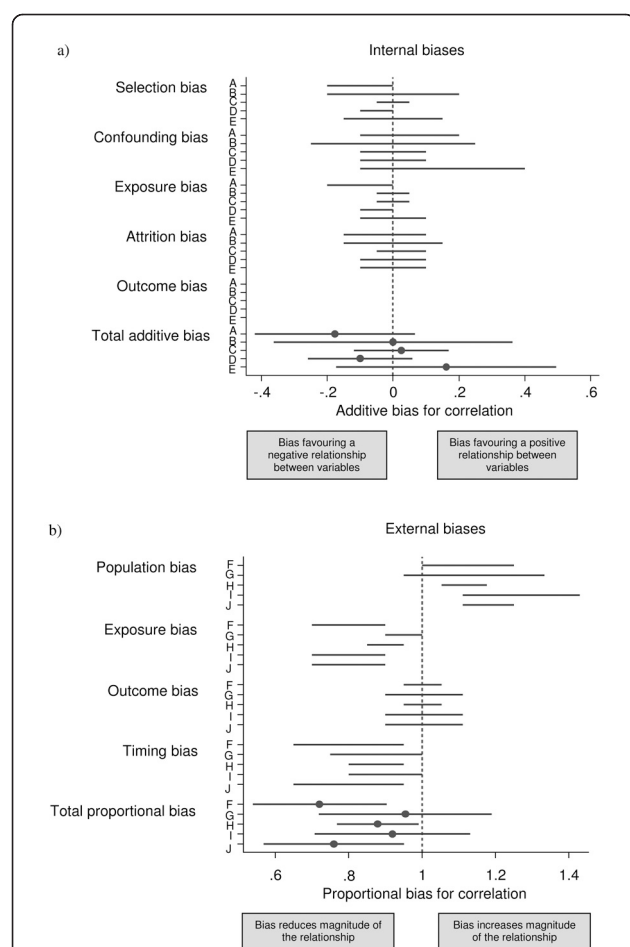 a)
Internal biases
Selection bias
A
B
C
D
E
Confounding bias
A
B
C
D
E
Exposure bias
A
B
C
D
E
Attrition bias
A
B
C
D
E
Outcome bias
A
B
C
D
E
Total additive bias
A
B
C
D
E
-.4 -.2 0 .2 .4 .6
Additive bias for correlation
Bias favouring a
negative relationship
between variables
Bias favouring a positive
relationship between
variables
b)
External biases
Population bias
F
G
H
I
J
Exposure bias
F
G
H
I
J
Outcome bias
F
G
H
I
J
Timing bias
F
G
H
I
J
Total proportional bias
F
G
H
I
J
.6 .8 1 1.2 1.4
Proportional bias for correlation
Bias reduces magnitude of
the relationship
Bias increases magnitude
of the relationship